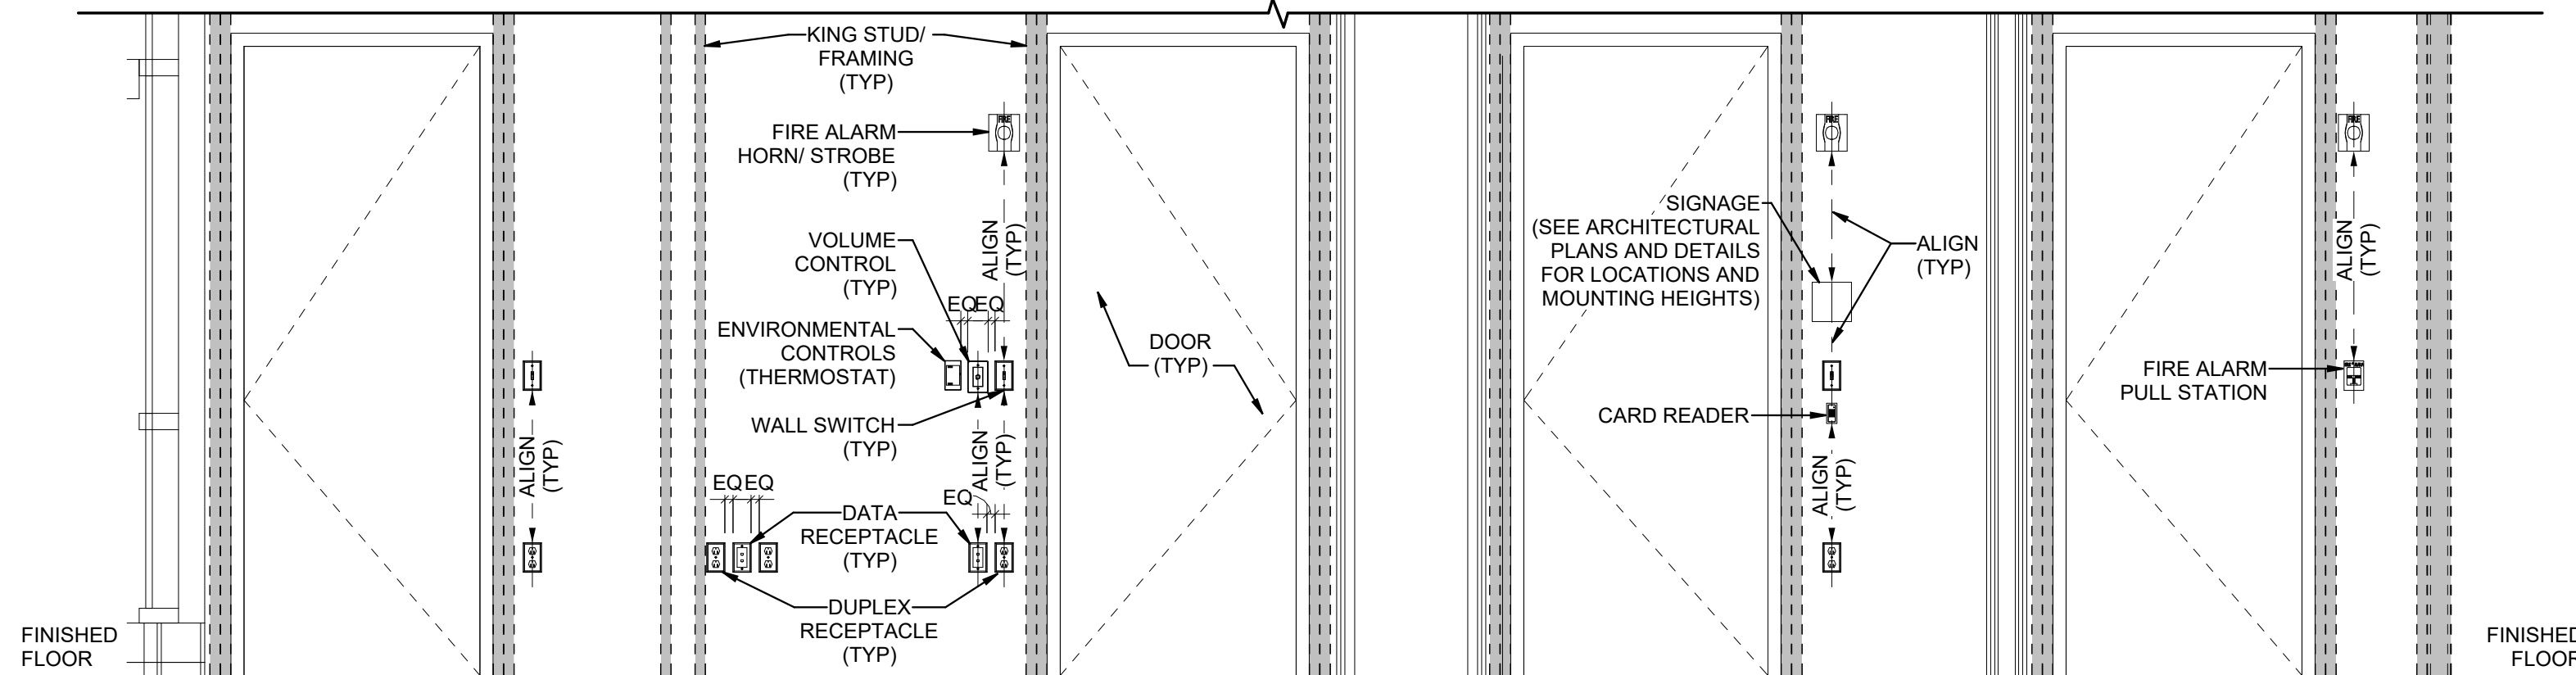 KING STUD/
FRAMING
(TYP)
FIRE ALARM
HORN/ STROBE
(TYP)
FIRE
ALIGN
(TYP)
VOLUME
CONTROL
(TYP)
EQ EQ
ENVIRONMENTAL
CONTROLS
(THERMOSTAT)
WALL SWITCH
(TYP)
ALIGN
(TYP)
ALIGN
(TYP)
EQ EQ
EQ
DATA
RECEPTACLE
(TYP)
DUPLEX
RECEPTACLE
(TYP)
DOOR
(TYP)
FIRE
SIGNAGE
(SEE ARCHITECTURAL
PLANS AND DETAILS
FOR LOCATIONS AND
MOUNTING HEIGHTS)
ALIGN
(TYP)
CARD READER
ALIGN
(TYP)
FIRE
ALIGN
(TYP)
FIRE ALARM
PULL STATION
FINISHED
FLOOR
FINISHED
FLOOR